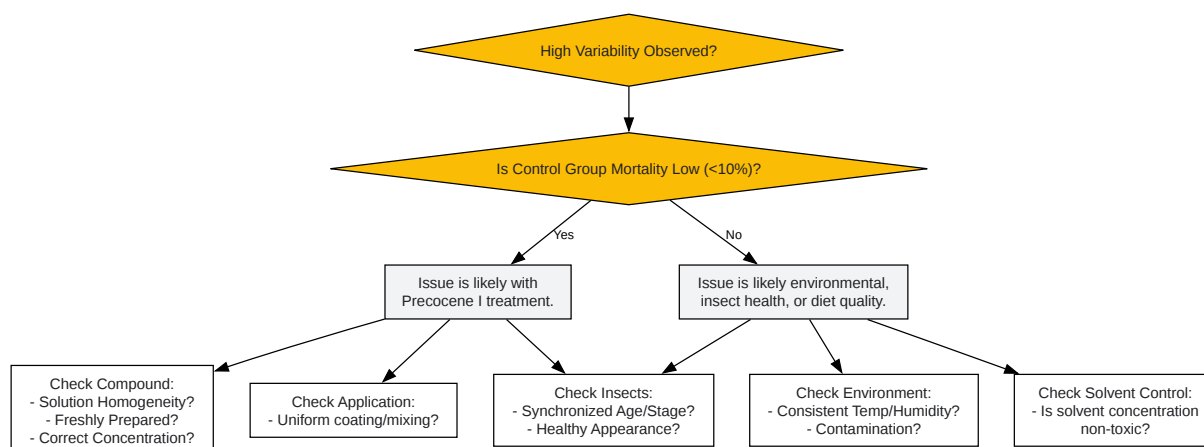 High Variability Observed?
Is Control Group Mortality Low (<10%)?
Yes
No
Issue is likely with
Precocene I treatment.
Issue is likely environmental,
insect health, or diet quality.
Check Compound:
- Solution Homogeneity?
- Freshly Prepared?
- Correct Concentration?
Check Application:
- Uniform coating/mixing?
Check Insects:
- Synchronized Age/Stage?
- Healthy Appearance?
Check Environment:
- Consistent Temp/Humidity?
- Contamination?
Check Solvent Control:
- Is solvent concentration
non-toxic?